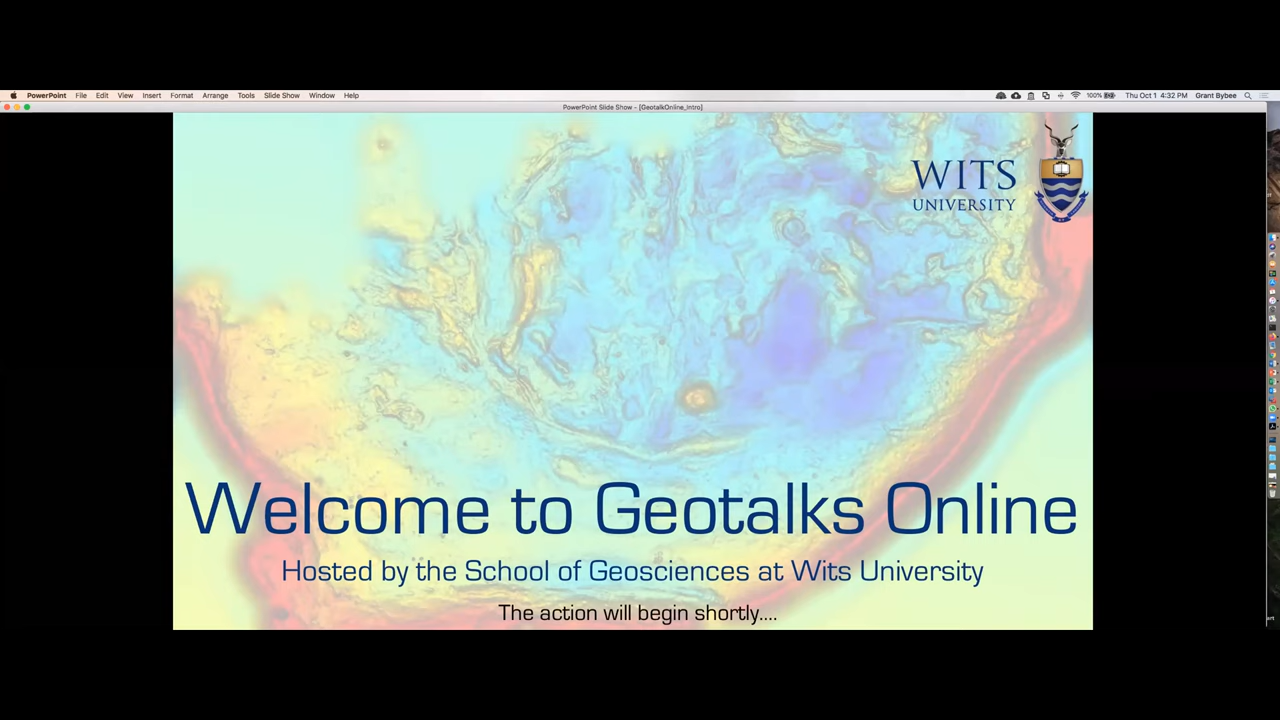 PowerPoint File Edit View Insert Format Arrange Tools Slide Show Window Help 100% Thu Oct 1 4:32 PM Grant Bybee
PowerPoint Slide Show - [GeotalkOnline_Intro]
WITS
UNIVERSITY
Welcome to Geotalks Online
Hosted by the School of Geosciences at Wits University
The action will begin shortly....